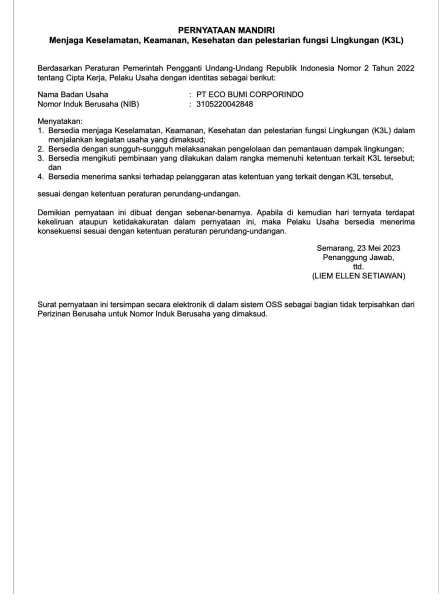 PERNYATAAN MANDIRI
Menjaga Keselamatan, Keamanan, Kesehatan dan pelestarian fungsi Lingkungan (K3L)
Berdasarkan Peraturan Pemerintah Pengganti Undang-Undang Republik Indonesia Nomor 2 Tahun 2022
tentang Cipta Kerja, Pelaku Usaha dengan identitas sebagai berikut:
Nama Badan Usaha : PT ECO BUMI CORPORINDO
Nomor Induk Berusaha (NIB) : 3105220042848
Menyatakan:
1. Bersedia menjaga Keselamatan, Keamanan, Kesehatan dan pelestarian fungsi Lingkungan (K3L) dalam
menjalankan kegiatan usaha yang dimaksud;
2. Bersedia dengan sungguh-sungguh melaksanakan pengelolaan dan pemantauan dampak lingkungan;
3. Bersedia mengikuti pembinaan yang dilakukan dalam rangka memenuhi ketentuan terkait K3L tersebut;
dan
4. Bersedia menerima sanksi terhadap pelanggaran atas ketentuan yang terkait dengan K3L tersebut,
sesuai dengan ketentuan peraturan perundang-undangan.
Demikian pernyataan ini dibuat dengan sebenar-benarnya. Apabila di kemudian hari ternyata terdapat
kekeliruan ataupun ketidakakuratan dalam pernyataan ini, maka Pelaku Usaha bersedia menerima
konsekuensi sesuai dengan ketentuan peraturan perundang-undangan.
Semarang, 23 Mei 2023
Penanggung Jawab,
ttd.
(LIEM ELLEN SETIAWAN)
Surat pernyataan ini tersimpan secara elektronik di dalam sistem OSS sebagai bagian tidak terpisahkan dari
Perizinan Berusaha untuk Nomor Induk Berusaha yang dimaksud.